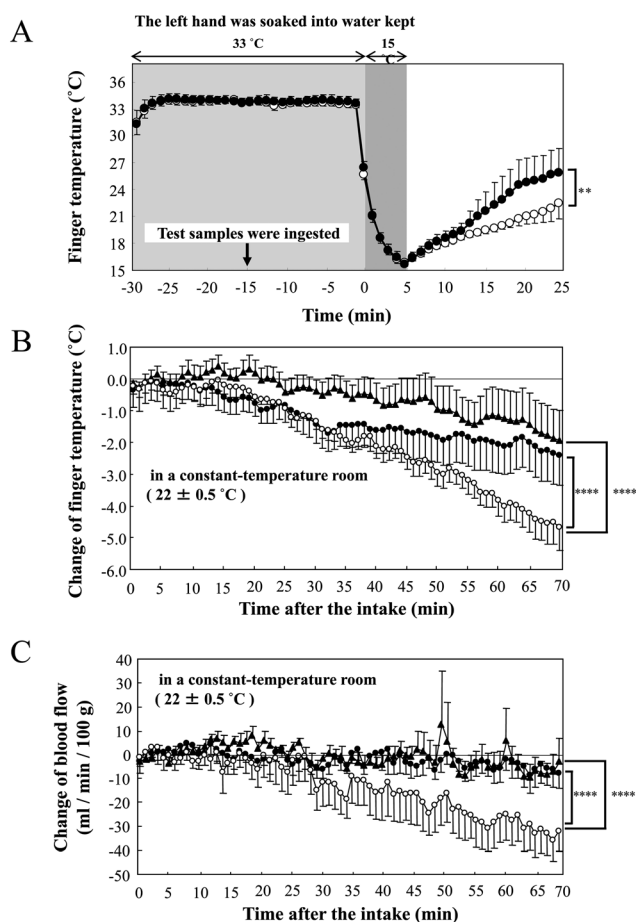 A
The left hand was soaked into water kept
33 ˚C
15
˚C
Finger temperature (˚C)
36
33
27
24
21
18
15
-30 -25 -20 -15 -10 -5 0 5 10 15 20 25
Test samples were ingested
**
Time (min)
B
Change of finger temperature (˚C)
1.0
0.0
-1.0
-2.0
-3.0
-4.0
-5.0
-6.0
in a constant-temperature room
( 22 ± 0.5 ˚C )
**** ****
0 5 10 15 20 25 30 35 40 45 50 55 60 65 70
Time after the intake (min)
C
Change of blood flow
(ml / min / 100 g)
40
30
20
10
0
-10
-20
-30
-40
-50
in a constant-temperature room
( 22 ± 0.5 ˚C )
**** ****
0 5 10 15 20 25 30 35 40 45 50 55 60 65 70
Time after the intake (min)